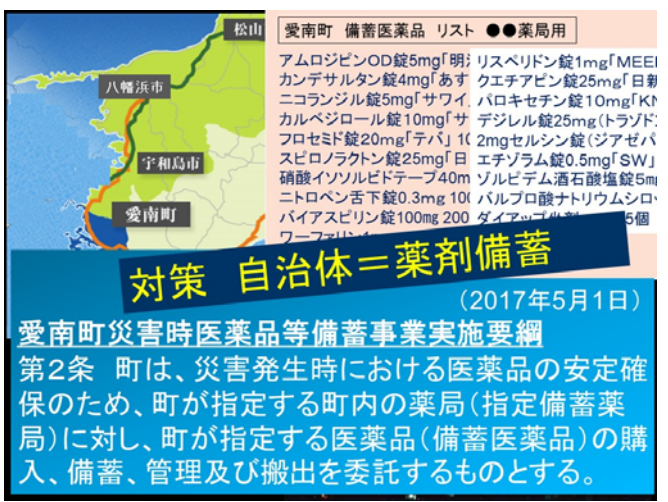 松山
八幡浜市
宇和島市
愛南町
愛南町 備蓄医薬品 リスト ●●薬局用
アムロジピンOD錠5mg「明
カンデサルタン錠4mg「あす
ニコランジル錠5mg「サワイ
カルベジロール錠10mg「サ
フロセミド錠20mg「テバ」 10
スピロノラクトン錠25mg「日
硝酸イソソルビドテープ40m
ニトロペン舌下錠0.3mg 100
バイアスピリン錠100mg 200
リスペリドン錠1mg「MEE
クエチアピン錠25mg「日新
パロキセチン錠10mg「KN
デジレル錠25mg(トラゾド
2mgセルシン錠(ジアゼパ
エチゾラム錠0.5mg「SW」
ゾルピデム酒石酸塩錠5m
バルプロ酸ナトリウムシロッ
5個
対策 自治体＝薬剤備蓄
(2017年5月1日)
愛南町災害時医薬品等備蓄事業実施要綱
第2条 町は、災害発生時における医薬品の安定確
保のため、町が指定する町内の薬局(指定備蓄薬
局)に対し、町が指定する医薬品(備蓄医薬品)の購
入、備蓄、管理及び搬出を委託するものとする。